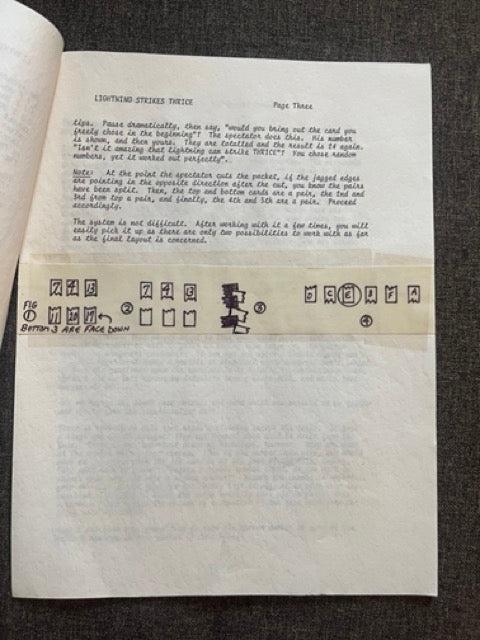 LIGHTNING STRIKES THRICE
Page Three
tips. Pause dramatically, then say, "would you bring out the card you
freely chose in the beginning"? The spectator does this. His number
is shown, and then yours. They are totalled and the result is again.
"Isn't it amazing that lightning can strike THRICE"? You chose random
numbers, yet it worked out perfectly".
Note: At the point the spectator cuts the packet, if the jagged edges
are pointing in the opposite direction after the cut, you know the pairs
have been split. Then, the top and bottom cards are a pair, the 2nd and
3rd from top a pair, and finally, the 4th and 5th are a pair. Proceed
accordingly.
The system is not difficult. After working with it a few times, you will
easily pick it up as there are only two possibilities to work with as far
as the final layout is concerned.
7 4 13
7 4 13
D C E B F A
FIG
1
2
3
4
BOTTOM 3 ARE FACE DOWN